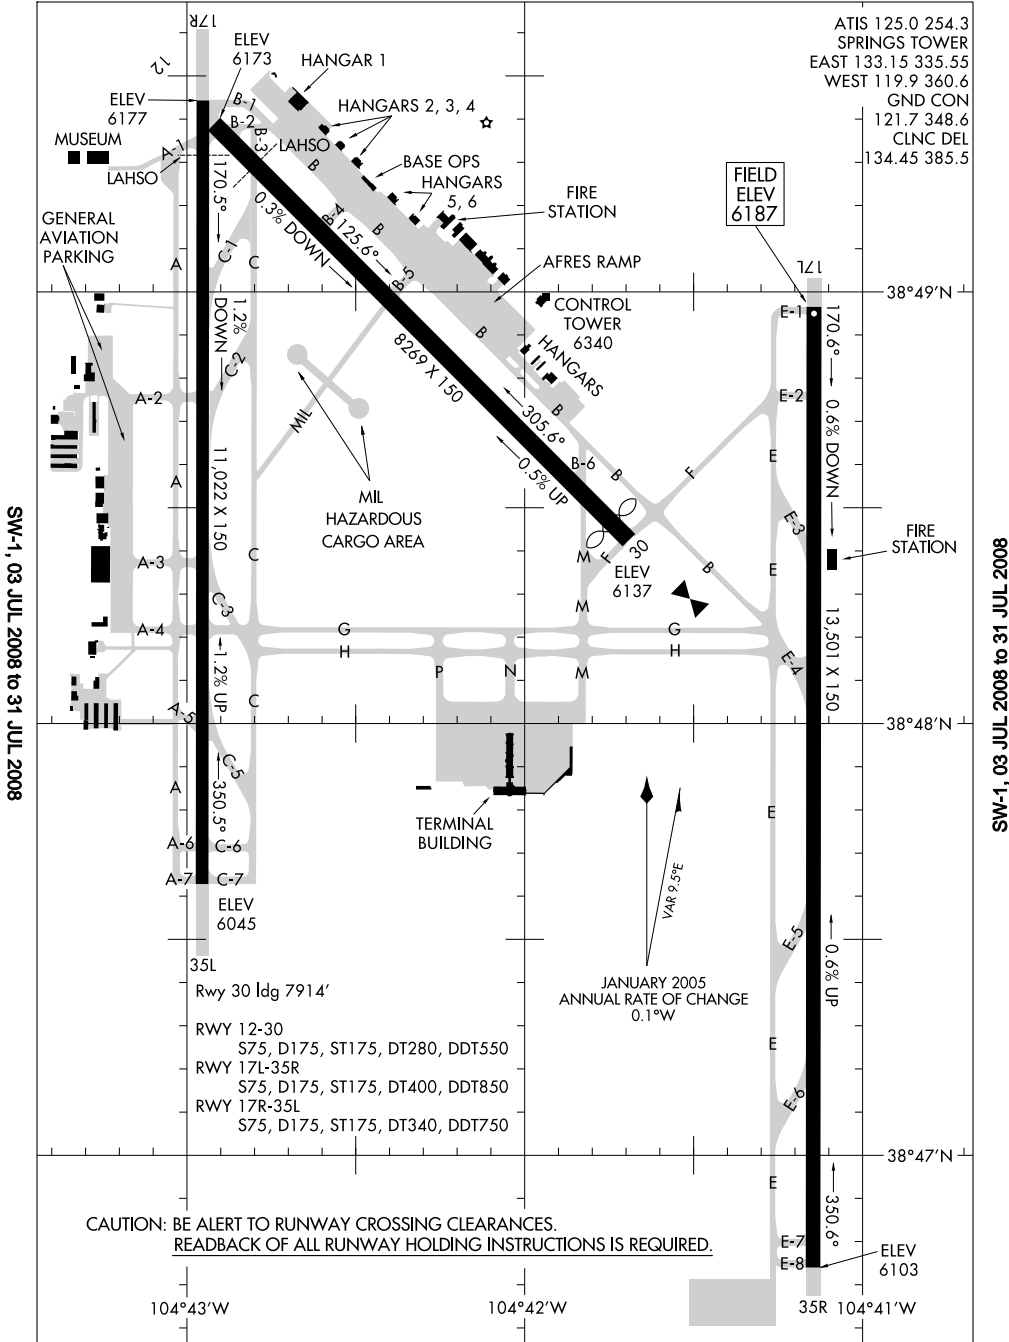 ATIS 125.0 254.3
SPRINGS TOWER
EAST 133.15 335.55
WEST 119.9 360.6
GND CON
121.7 348.6
CLNC DEL
134.45 385.5
17R
12
ELEV
6173
HANGAR 1
ELEV
6177
B-1
B-2
B-3
HANGARS 2, 3, 4
MUSEUM
A-1
LAHSO
LAHSO
170.5°
B
BASE OPS
HANGARS
5, 6
FIRE
STATION
FIELD
ELEV
6187
GENERAL
AVIATION
PARKING
0.3% DOWN
B-4
125.6°
B
B
B-5
AFRES RAMP
A
C-1
C
17L
38°49'N
E-1
CONTROL
TOWER
6340
1.2%
DOWN
8269 X 150
B
HANGARS
170.6°
C-2
A-2
MIL
305.6°
B
E-2
0.6% DOWN
0.5% UP
B-6
B
F
E
A
11,022 X 150
MIL
HAZARDOUS
CARGO AREA
E-3
FIRE
STATION
A-3
C
M
F
30
ELEV
6137
B
E
C-3
M
13,501 X 150
A-4
G
G
H
H
1.2% UP
P
N
M
E-4
C
A-5
38°48'N
C-5
A
350.5°
E
TERMINAL
BUILDING
A-6
C-6
A-7
C-7
VAR 9.5°E
ELEV
6045
E-5
0.6% UP
35L
Rwy 30 ldg 7914'
JANUARY 2005
ANNUAL RATE OF CHANGE
0.1°W
RWY 12-30
S75, D175, ST175, DT280, DDT550
RWY 17L-35R
S75, D175, ST175, DT400, DDT850
RWY 17R-35L
S75, D175, ST175, DT340, DDT750
E
E-6
38°47'N
E
350.6°
CAUTION: BE ALERT TO RUNWAY CROSSING CLEARANCES.
READBACK OF ALL RUNWAY HOLDING INSTRUCTIONS IS REQUIRED.
E-7
E-8
ELEV
6103
104°43'W
104°42'W
35R
104°41'W
SW-1, 03 JUL 2008 to 31 JUL 2008
SW-1, 03 JUL 2008 to 31 JUL 2008